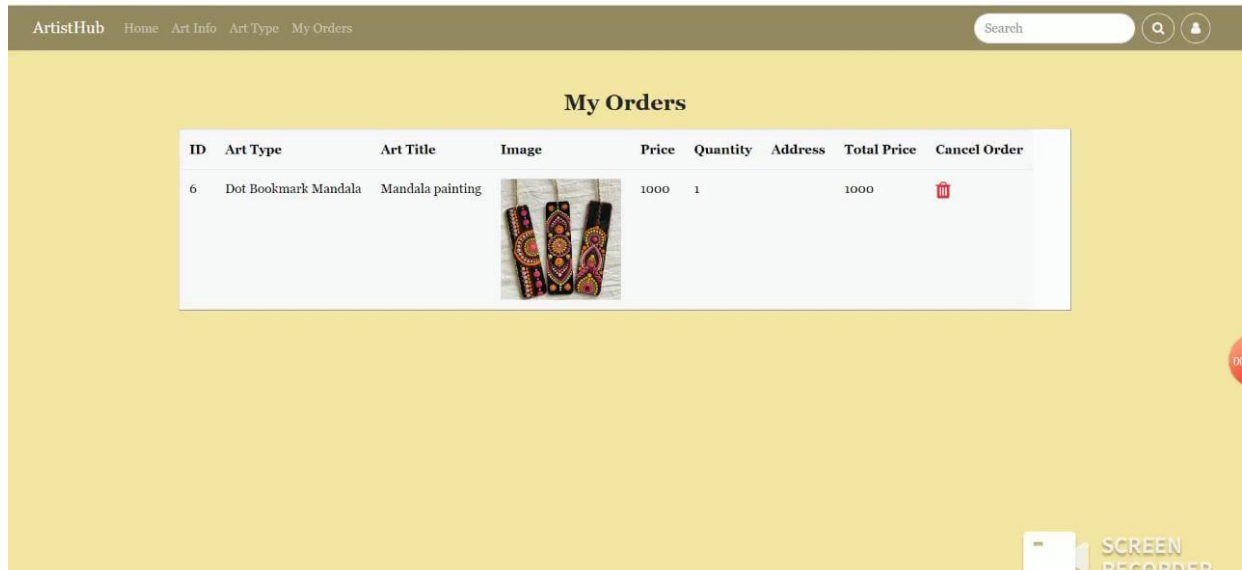 ArtistHub Home Art Info Art Type My Orders Search
My Orders
ID Art Type Art Title Image Price Quantity Address Total Price Cancel Order
6 Dot Bookmark Mandala Mandala painting 1000 1 1000
SCREEN
RECORDER